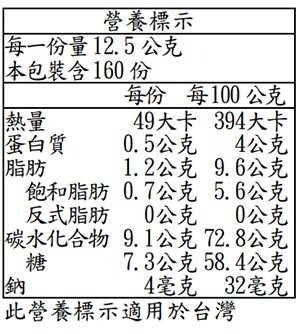 營養標示
每一份量12.5公克
本包裝含160份
每份 每100公克
熱量 49大卡 394大卡
蛋白質 0.5公克 4公克
脂肪 1.2公克 9.6公克
飽和脂肪 0.7公克 5.6公克
反式脂肪 0公克 0公克
碳水化合物 9.1公克 72.8公克
糖 7.3公克 58.4公克
鈉 4毫克 32毫克
此營養標示適用於台灣